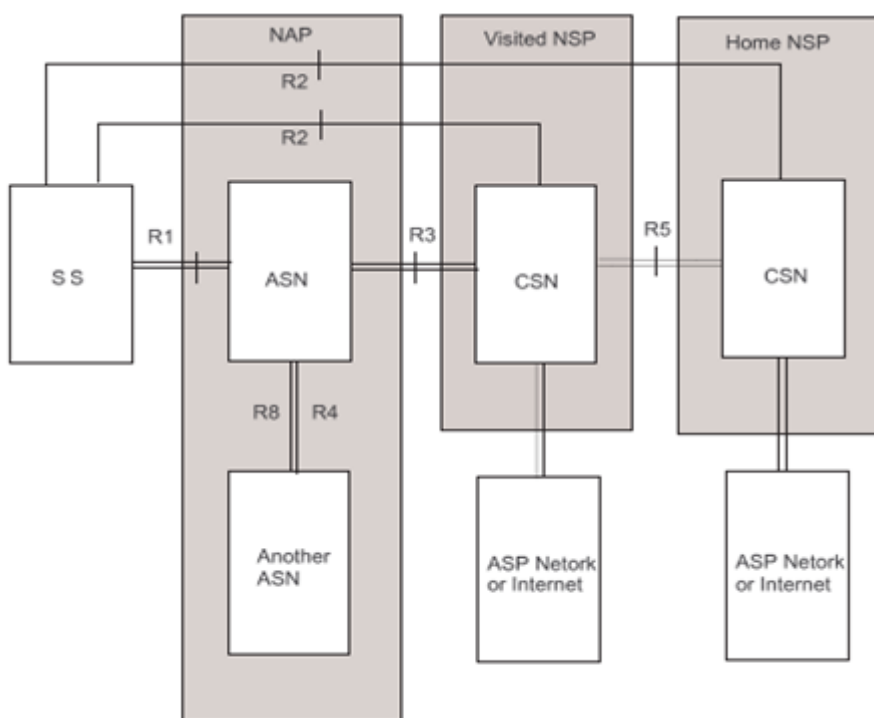 NAP
Visited NSP
Home NSP
R2
R2
R1
R3
R5
S S
ASN
CSN
CSN
R8
R4
Another
ASN
ASP Netork
or Internet
ASP Netork
or Internet